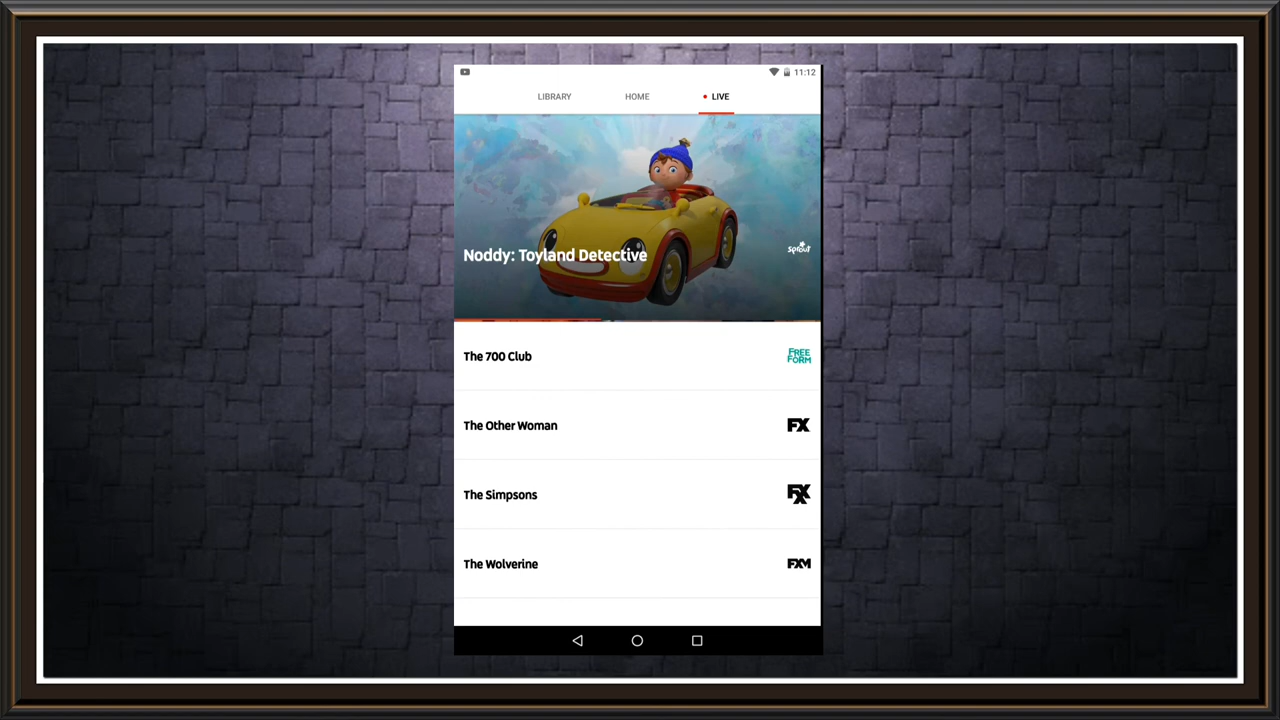 11:12
LIBRARY HOME LIVE
Noddy: Toyland Detective
sprout
The 700 Club
FREE
FORM
The Other Woman
FX
The Simpsons
FXX
The Wolverine
FXM